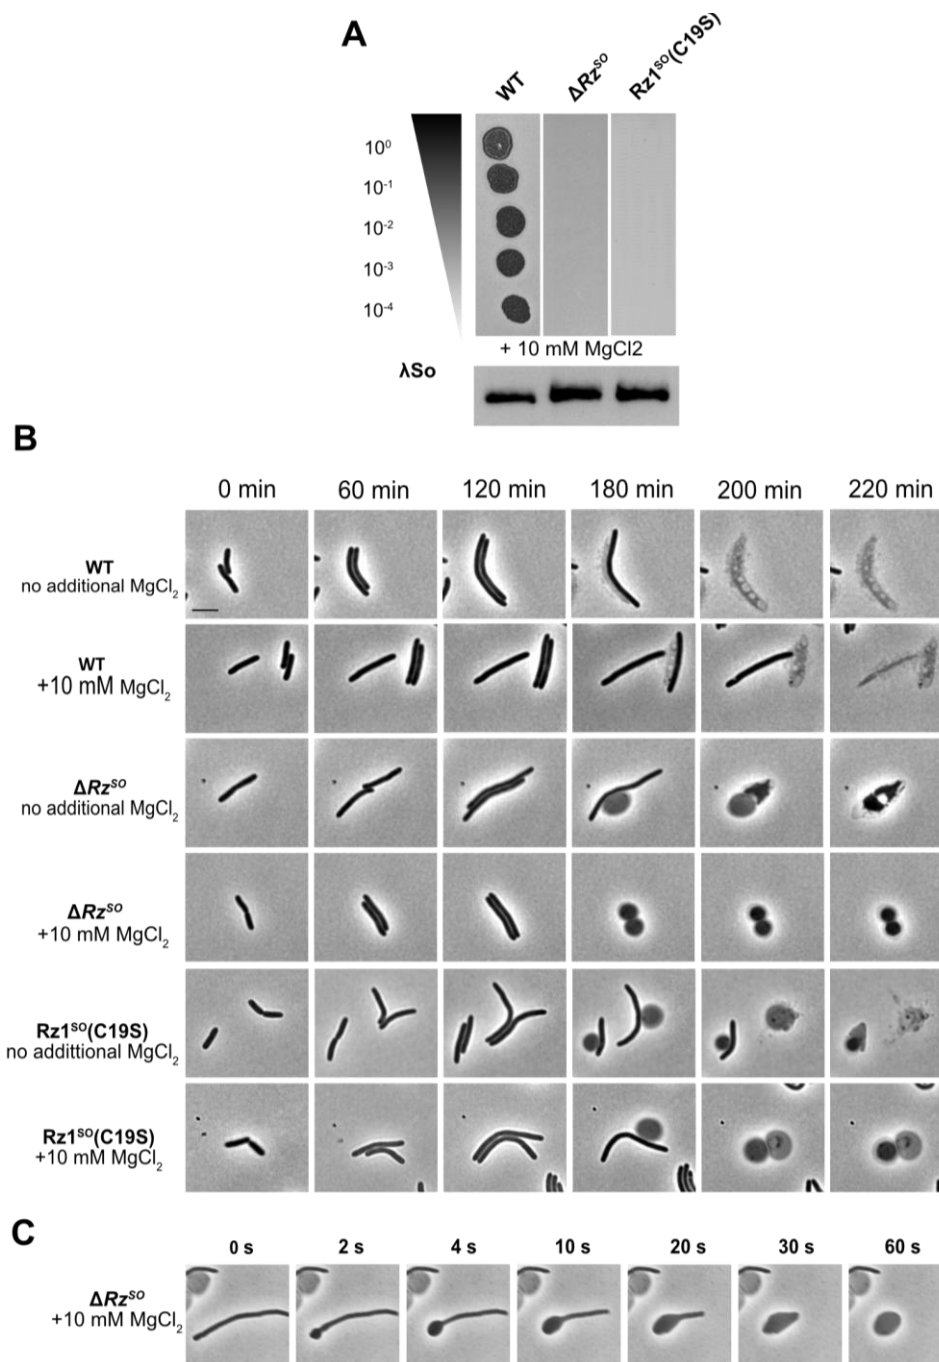 A
WT
ΔRz^SO
Rz1^SO(C19S)
10⁰
10⁻¹
10⁻²
10⁻³
10⁻⁴
+ 10 mM MgCl2
λSo
B
0 min 60 min 120 min 180 min 200 min 220 min
WT
no additional MgCl₂
WT
+10 mM MgCl₂
ΔRz^SO
no additional MgCl₂
ΔRz^SO
+10 mM MgCl₂
Rz1^SO(C19S)
no addittional MgCl₂
Rz1^SO(C19S)
+10 mM MgCl₂
C
0 s 2 s 4 s 10 s 20 s 30 s 60 s
ΔRz^SO
+10 mM MgCl₂